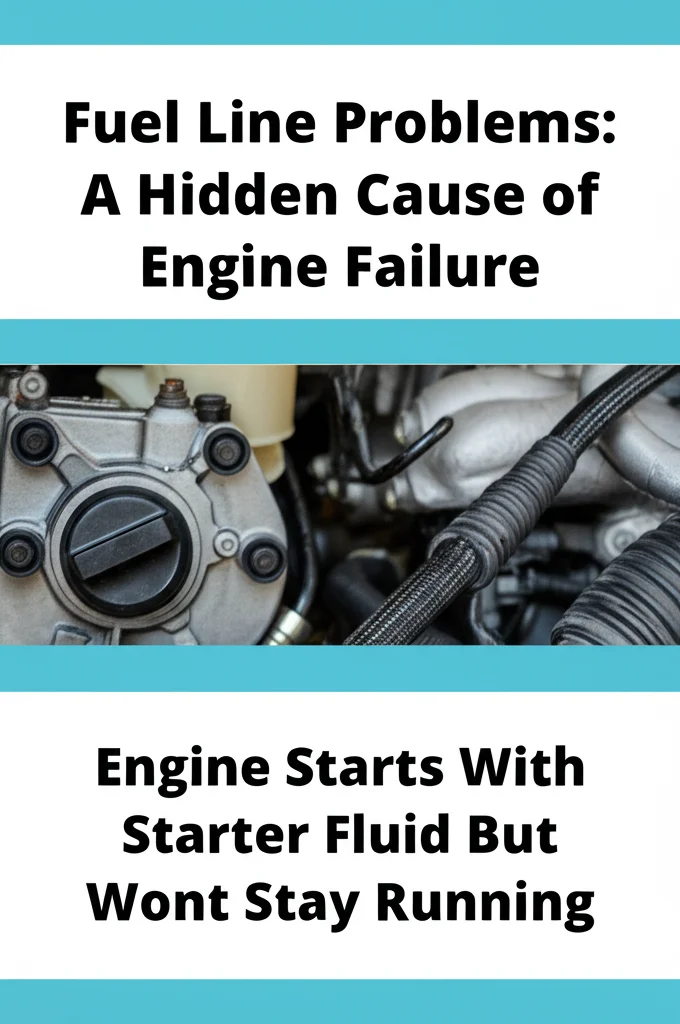 Fuel Line Problems:
A Hidden Cause of
Engine Failure
Engine Starts With
Starter Fluid But
Wont Stay Running